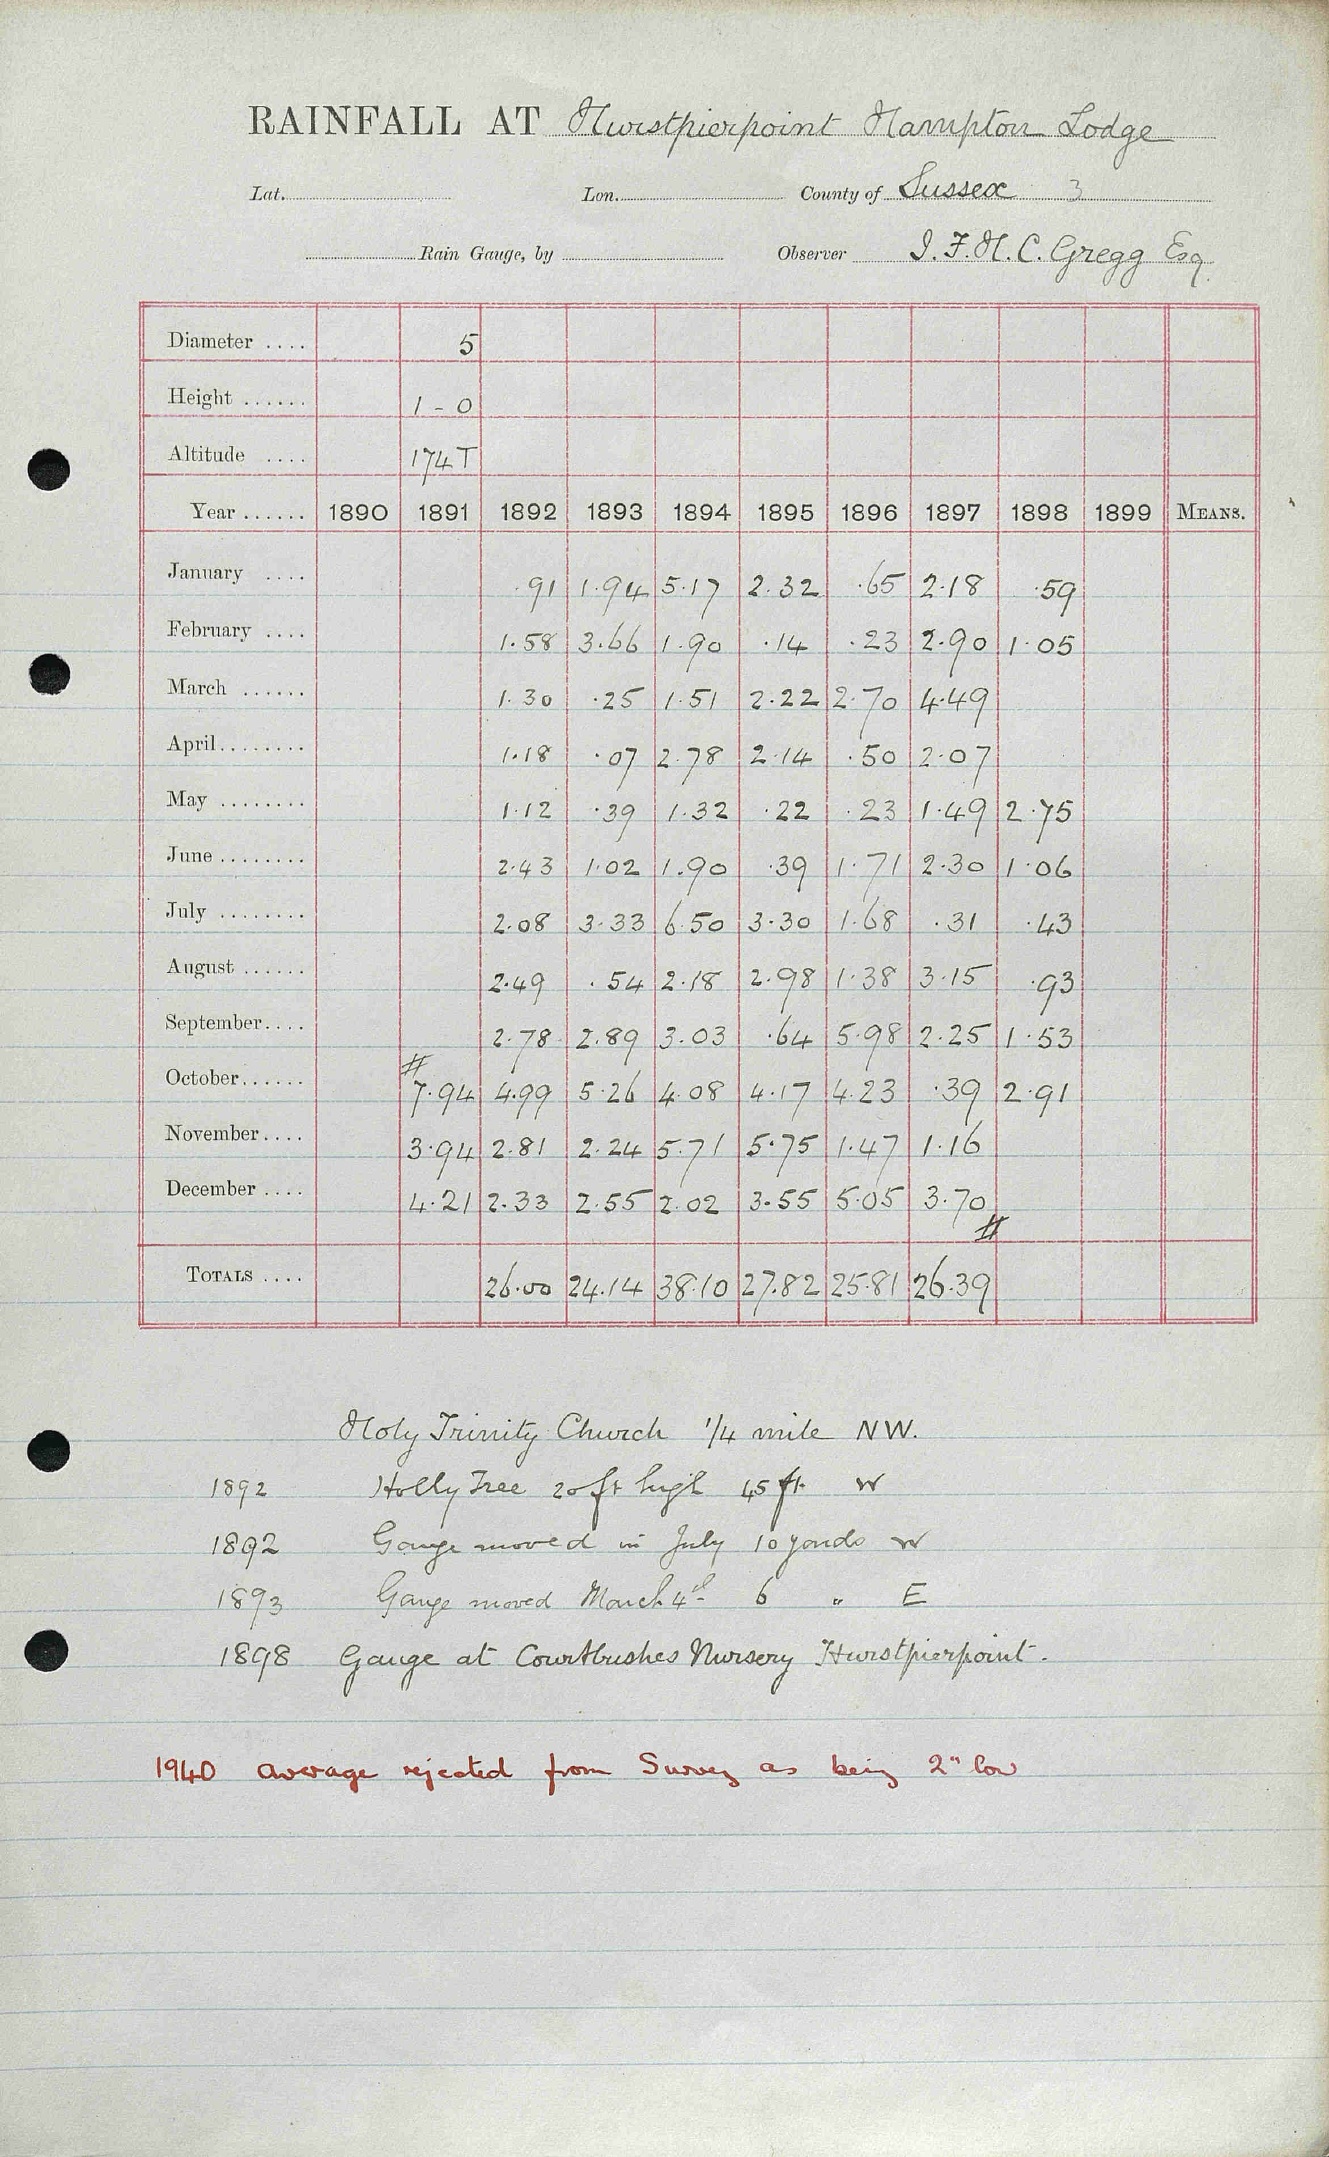 RAINFALL AT Hurstpierpoint Hampton Lodge
Lat. Lon. County of Sussex 3
Rain Gauge, by Observer I. F. H. C. Gregg Esq.
Diameter .... 5
Height ...... 1 - 0
Altitude .... 174 T
Year ...... 1890 1891 1892 1893 1894 1895 1896 1897 1898 1899 MEANS.
January .... .91 1.94 5.17 2.32 .65 2.18 .59
February .... 1.58 3.66 1.90 .14 .23 2.90 1.05
March ...... 1.30 .25 1.51 2.22 2.70 4.49
April........ 1.18 .07 2.78 2.14 .50 2.07
May ........ 1.12 .39 1.32 .22 .23 1.49 2.75
June ........ 2.43 1.02 1.90 .39 1.71 2.30 1.06
July ........ 2.08 3.33 6.50 3.30 1.68 .31 .43
August ...... 2.49 .54 2.18 2.98 1.38 3.15 .93
September.... 2.78 2.89 3.03 .64 5.98 2.25 1.53
October...... # 7.94 4.99 5.26 4.08 4.17 4.23 .39 2.91
November.... 3.94 2.81 2.24 5.71 5.75 1.47 1.16
December .... 4.21 2.33 2.55 2.02 3.55 5.05 3.70 #
TOTALS .... 26.00 24.14 38.10 27.82 25.81 26.39
Holy Trinity Church 1/4 mile NW.
1892 Holly Tree 20 ft high 45 ft. W
1892 Gauge moved in July 10 yards W
1893 Gauge moved March 4th 6 " E
1898 Gauge at Courtbushes Nursery Hurstpierpoint.
1940 average rejected from Survey as being 2" low